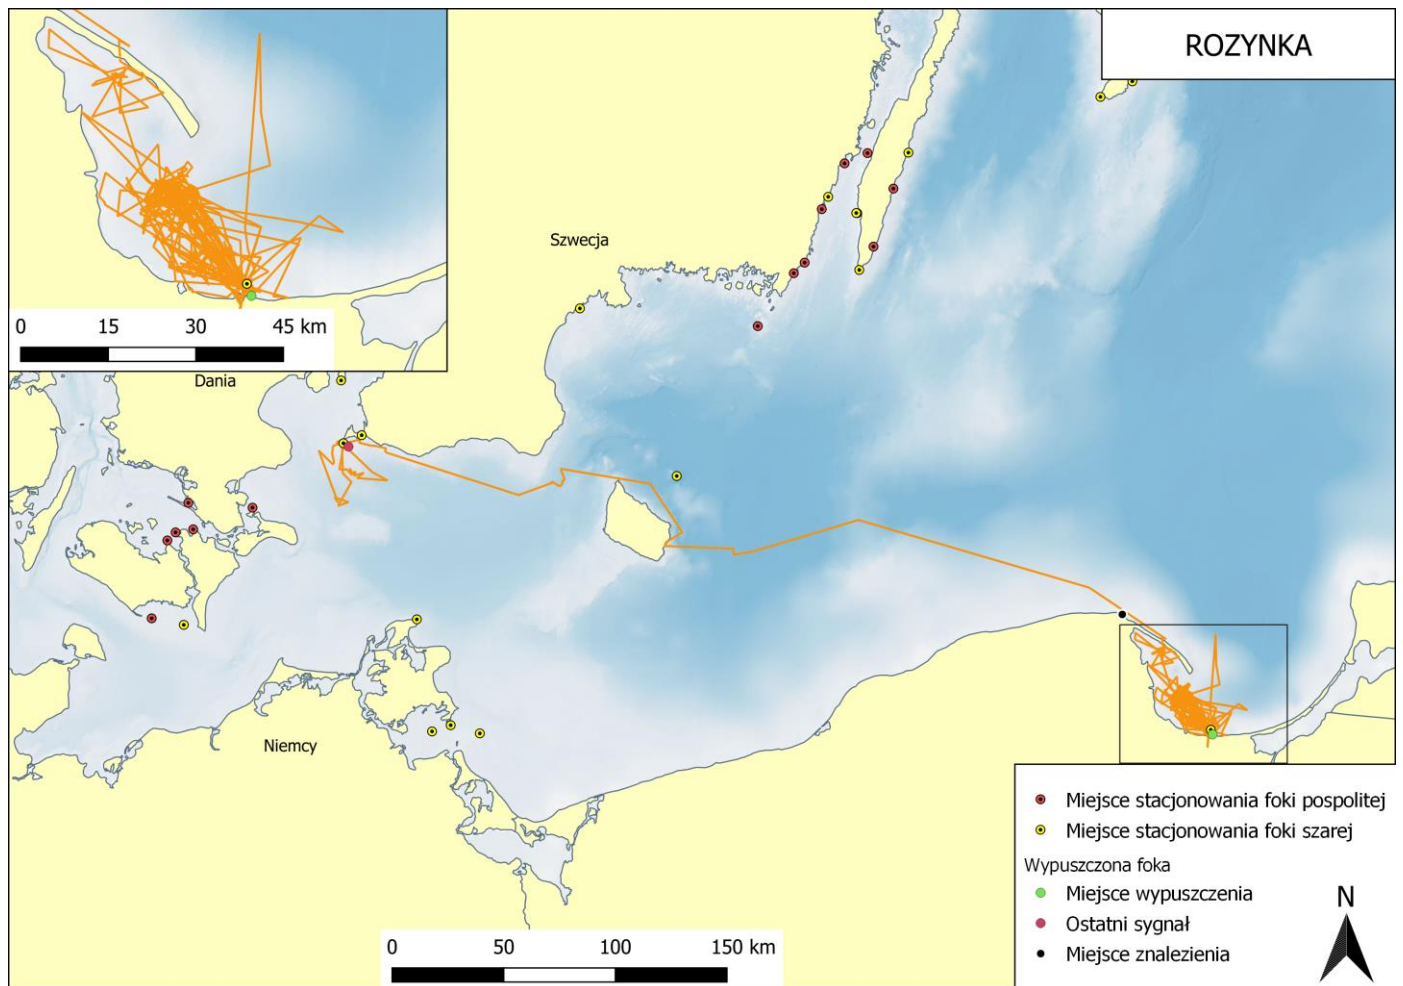 ROZYNKA
Szwecja
0 15 30 45 km
Dania
Niemcy
Miejsce stacjonowania foki pospolitej
Miejsce stacjonowania foki szarej
Wypuszczona foka
Miejsce wypuszczenia
Ostatni sygnał
Miejsce znalezienia
N
0 50 100 150 km